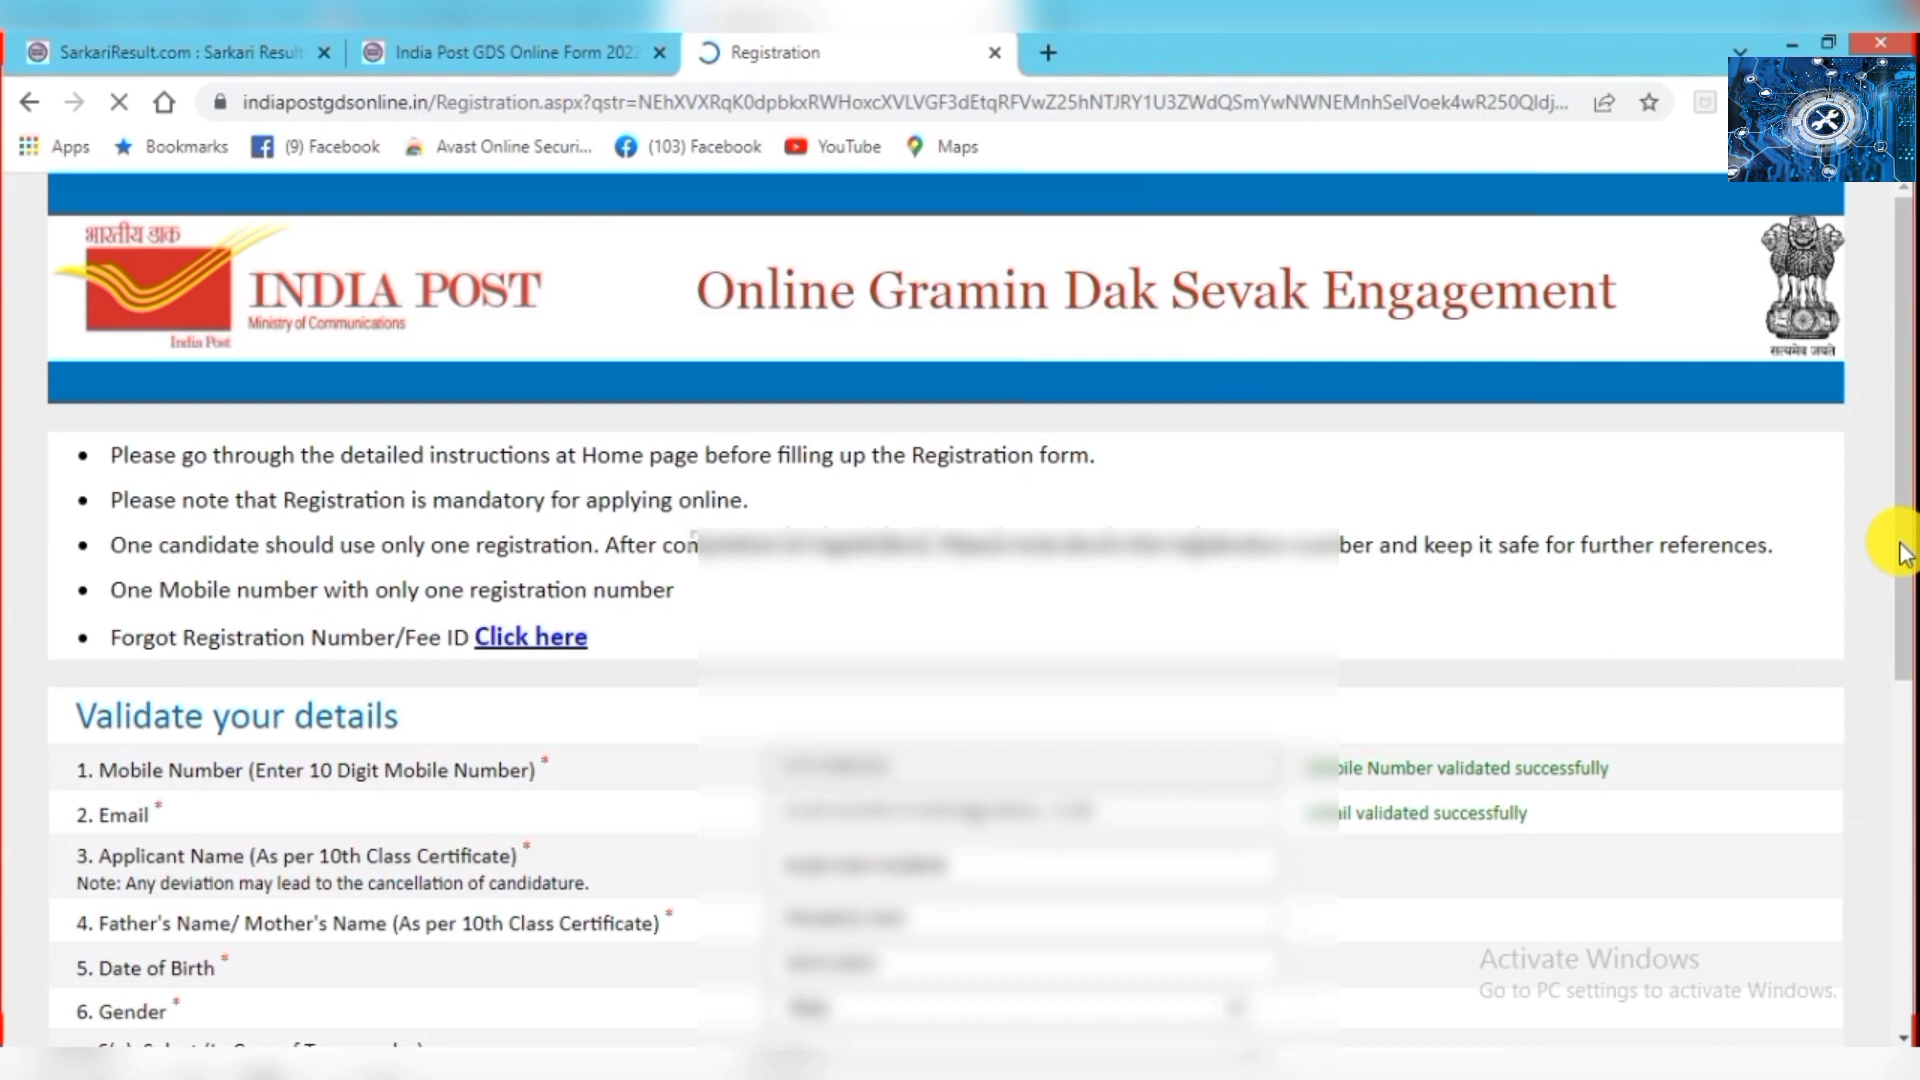 SarkariResult.com : Sarkari Result
India Post GDS Online Form 2022
Registration
indiapostgdsonline.in/Registration.aspx?qstr=NEhXVXRqK0dpbkxRWHoxcXVLVGF3dEtqRFVwZ25hNTJRY1U3ZWdQSmYwNWNEMnhSelVoek4wR250Qldj...
Apps
Bookmarks
(9) Facebook
Avast Online Securi...
(103) Facebook
YouTube
Maps
भारतीय डाक
India Post
INDIA POST
Ministry of Communications
Online Gramin Dak Sevak Engagement
सत्यमेव जयते
• Please go through the detailed instructions at Home page before filling up the Registration form.
• Please note that Registration is mandatory for applying online.
• One candidate should use only one registration. After and keep it safe for further references.
• One Mobile number with only one registration number
• Forgot Registration Number/Fee ID Click here
Validate your details
1. Mobile Number (Enter 10 Digit Mobile Number) *
Number validated successfully
2. Email *
validated successfully
3. Applicant Name (As per 10th Class Certificate) *
Note: Any deviation may lead to the cancellation of candidature.
4. Father's Name/ Mother's Name (As per 10th Class Certificate) *
5. Date of Birth *
6. Gender *
Activate Windows
Go to PC settings to activate Windows.